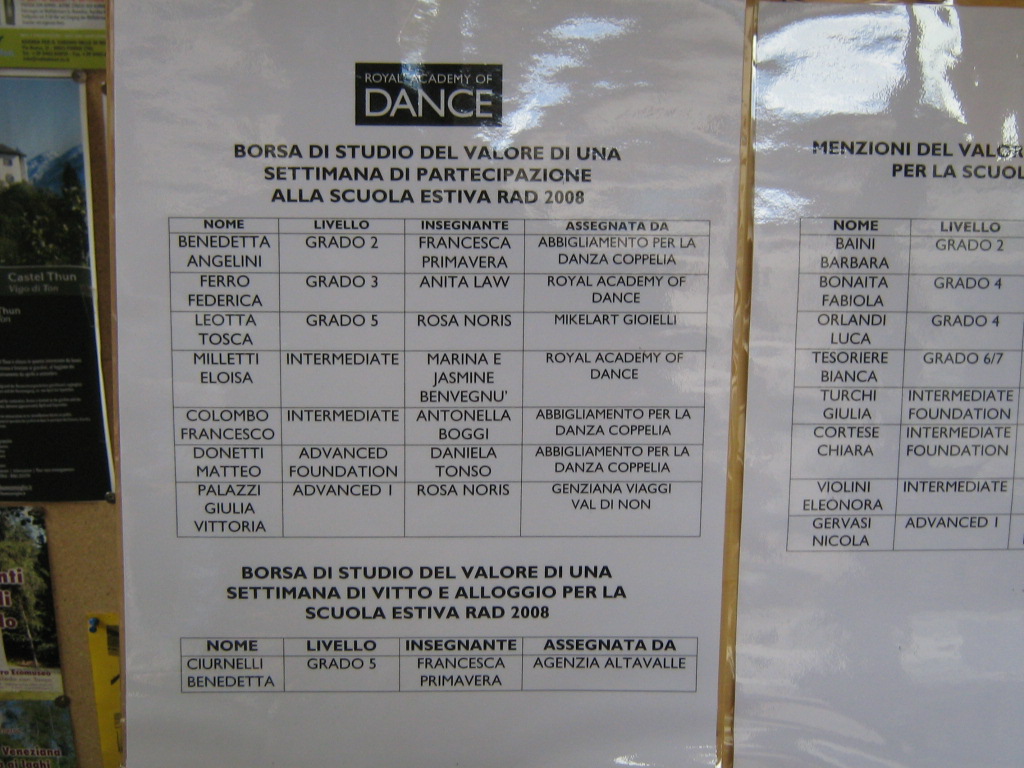 Castel Thun
Vigo di Ton
ROYAL ACADEMY OF
DANCE
BORSA DI STUDIO DEL VALORE DI UNA
SETTIMANA DI PARTECIPAZIONE
ALLA SCUOLA ESTIVA RAD 2008
NOME LIVELLO INSEGNANTE ASSEGNATA DA
BENEDETTA GRADO 2 FRANCESCA ABBIGLIAMENTO PER LA
ANGELINI PRIMAVERA DANZA COPPELIA
FERRO GRADO 3 ANITA LAW ROYAL ACADEMY OF
FEDERICA DANCE
LEOTTA GRADO 5 ROSA NORIS MIKELART GIOIELLI
TOSCA
MILLETTI INTERMEDIATE MARINA E ROYAL ACADEMY OF
ELOISA JASMINE DANCE
BENVEGNU'
COLOMBO INTERMEDIATE ANTONELLA ABBIGLIAMENTO PER LA
FRANCESCO BOGGI DANZA COPPELIA
DONETTI ADVANCED DANIELA ABBIGLIAMENTO PER LA
MATTEO FOUNDATION TONSO DANZA COPPELIA
PALAZZI ADVANCED I ROSA NORIS GENZIANA VIAGGI
GIULIA VAL DI NON
VITTORIA
BORSA DI STUDIO DEL VALORE DI UNA
SETTIMANA DI VITTO E ALLOGGIO PER LA
SCUOLA ESTIVA RAD 2008
NOME LIVELLO INSEGNANTE ASSEGNATA DA
CIURNELLI GRADO 5 FRANCESCA AGENZIA ALTAVALLE
BENEDETTA PRIMAVERA
MENZIONI DEL VALOR
PER LA SCUOL
NOME LIVELLO
BAINI GRADO 2
BARBARA
BONAITA GRADO 4
FABIOLA
ORLANDI GRADO 4
LUCA
TESORIERE GRADO 6/7
BIANCA
TURCHI INTERMEDIATE
GIULIA FOUNDATION
CORTESE INTERMEDIATE
CHIARA FOUNDATION
VIOLINI INTERMEDIATE
ELEONORA
GERVASI ADVANCED I
NICOLA